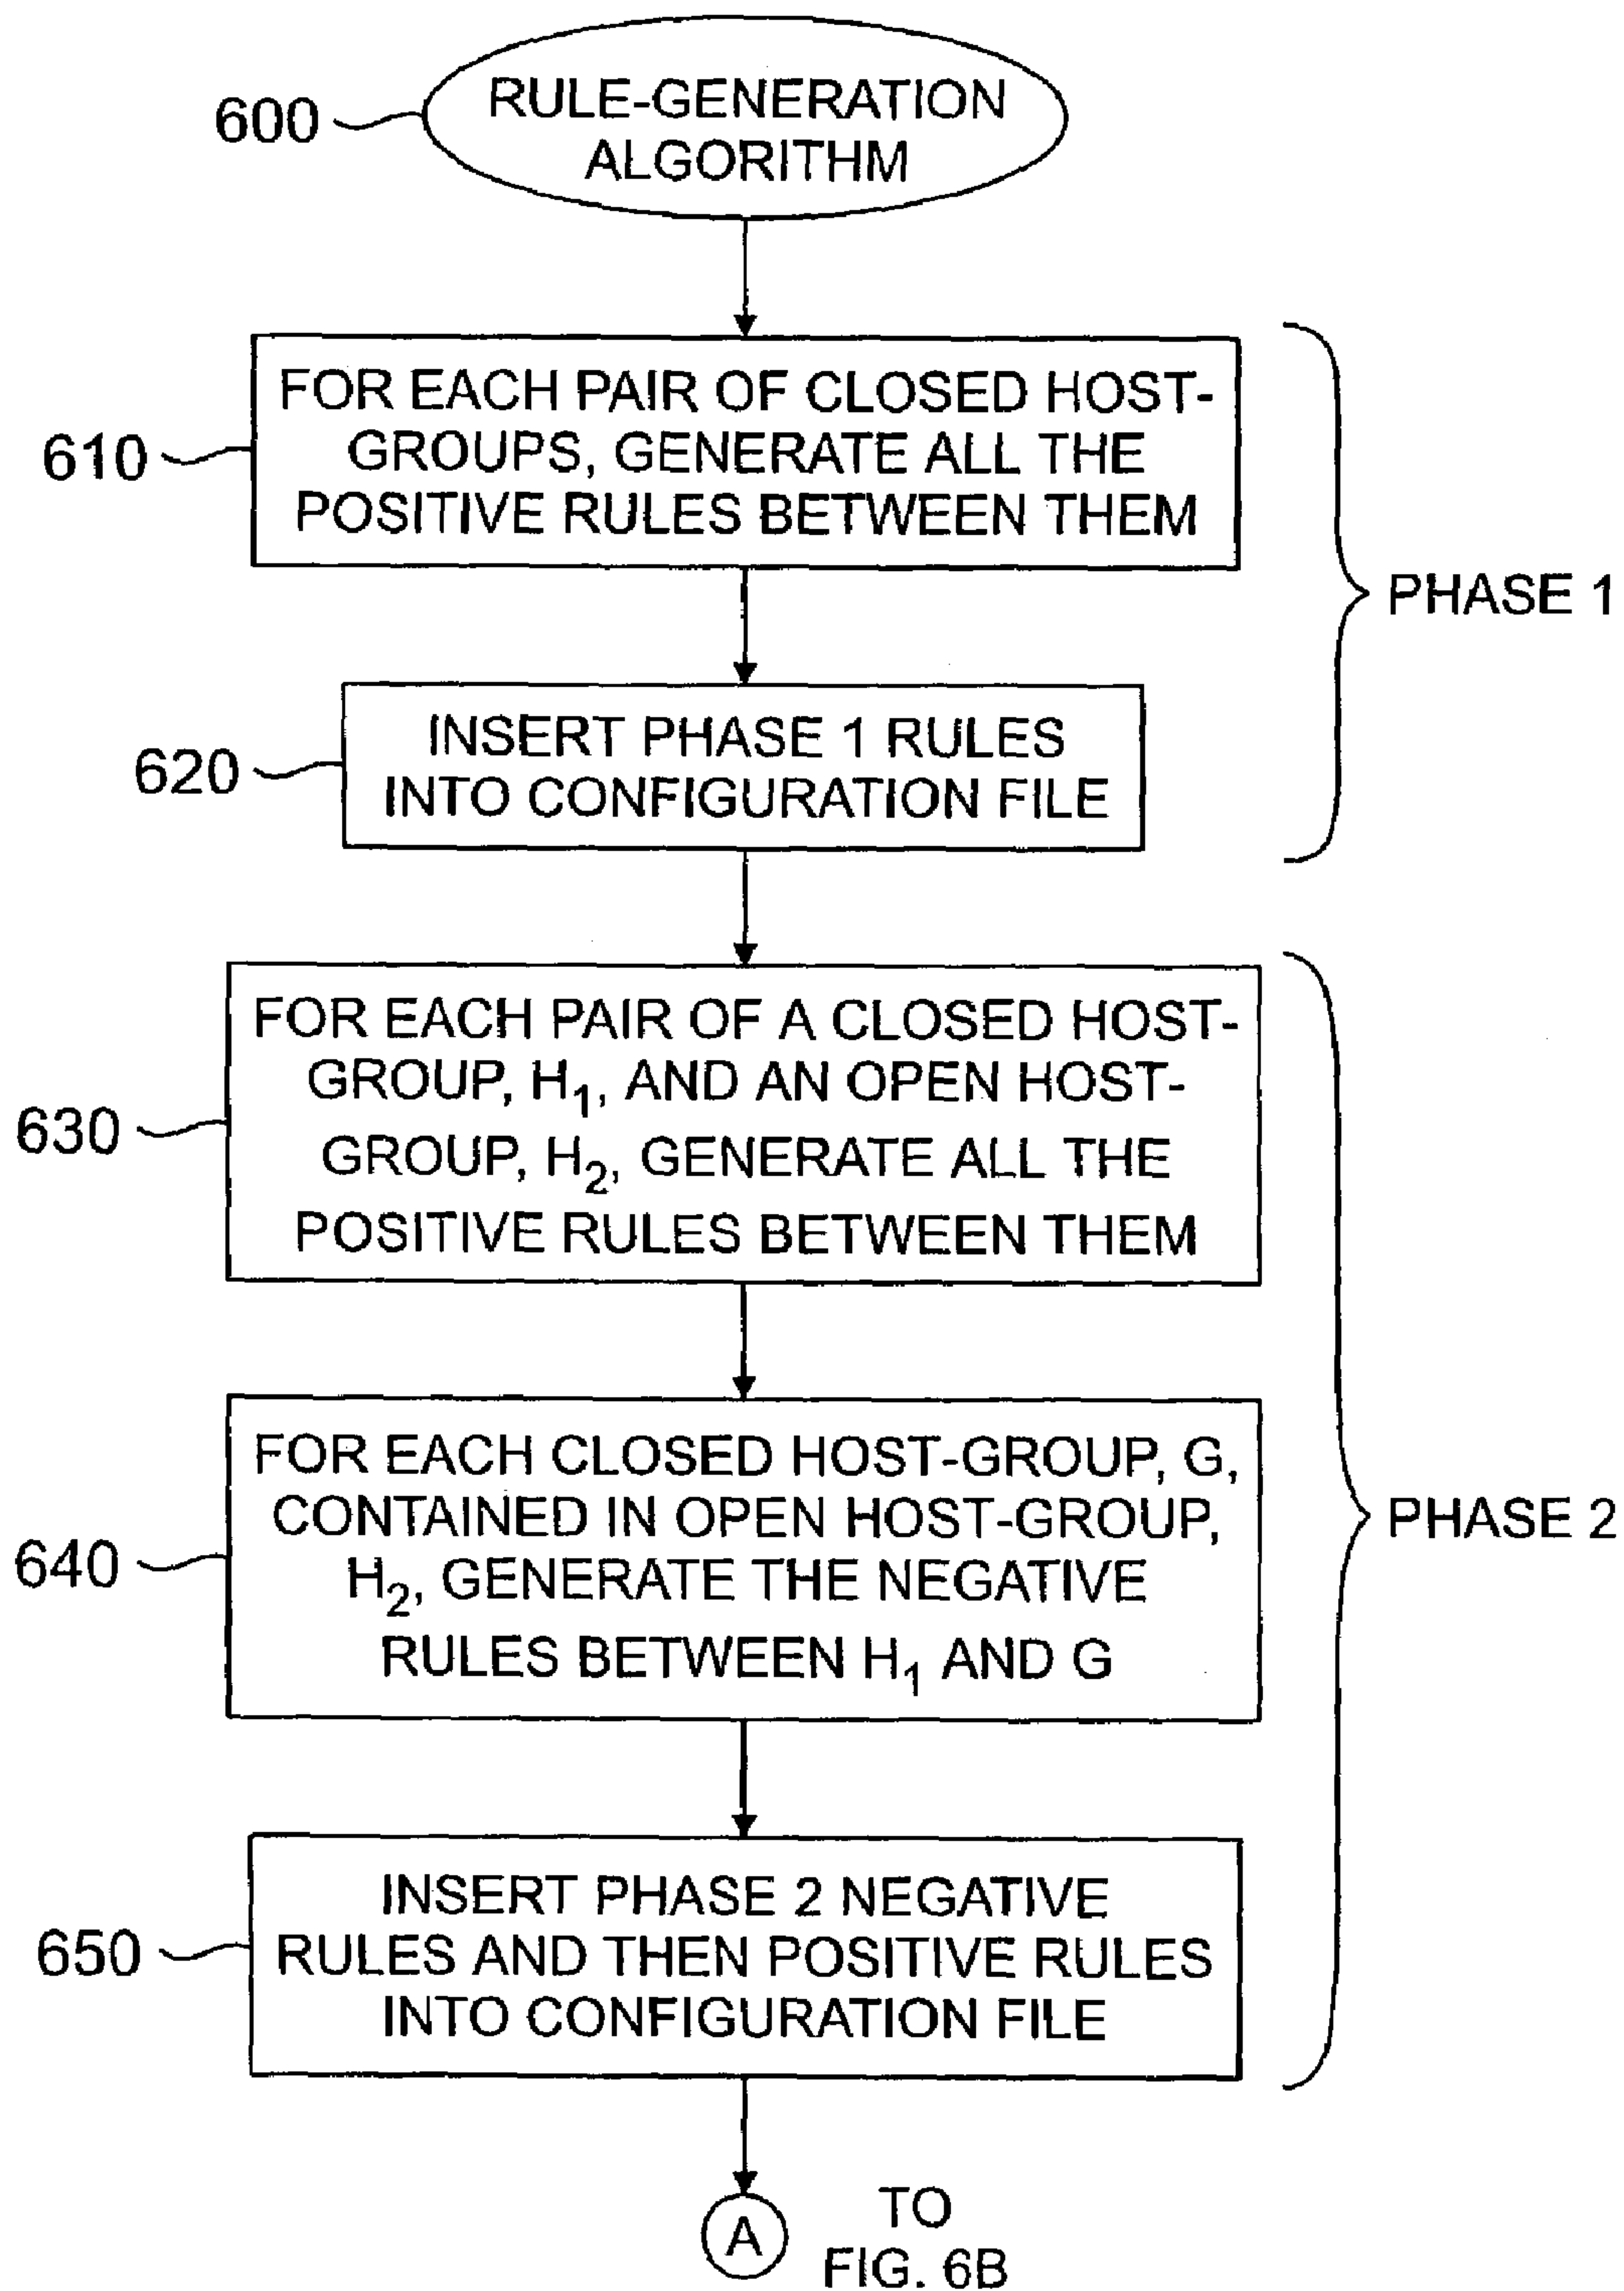 600
RULE-GENERATION
ALGORITHM
610
FOR EACH PAIR OF CLOSED HOST-
GROUPS, GENERATE ALL THE
POSITIVE RULES BETWEEN THEM
PHASE 1
620
INSERT PHASE 1 RULES
INTO CONFIGURATION FILE
630
FOR EACH PAIR OF A CLOSED HOST-
GROUP, H1, AND AN OPEN HOST-
GROUP, H2, GENERATE ALL THE
POSITIVE RULES BETWEEN THEM
640
FOR EACH CLOSED HOST-GROUP, G,
CONTAINED IN OPEN HOST-GROUP,
H2, GENERATE THE NEGATIVE
RULES BETWEEN H1 AND G
PHASE 2
650
INSERT PHASE 2 NEGATIVE
RULES AND THEN POSITIVE RULES
INTO CONFIGURATION FILE
A
TO
FIG. 6B